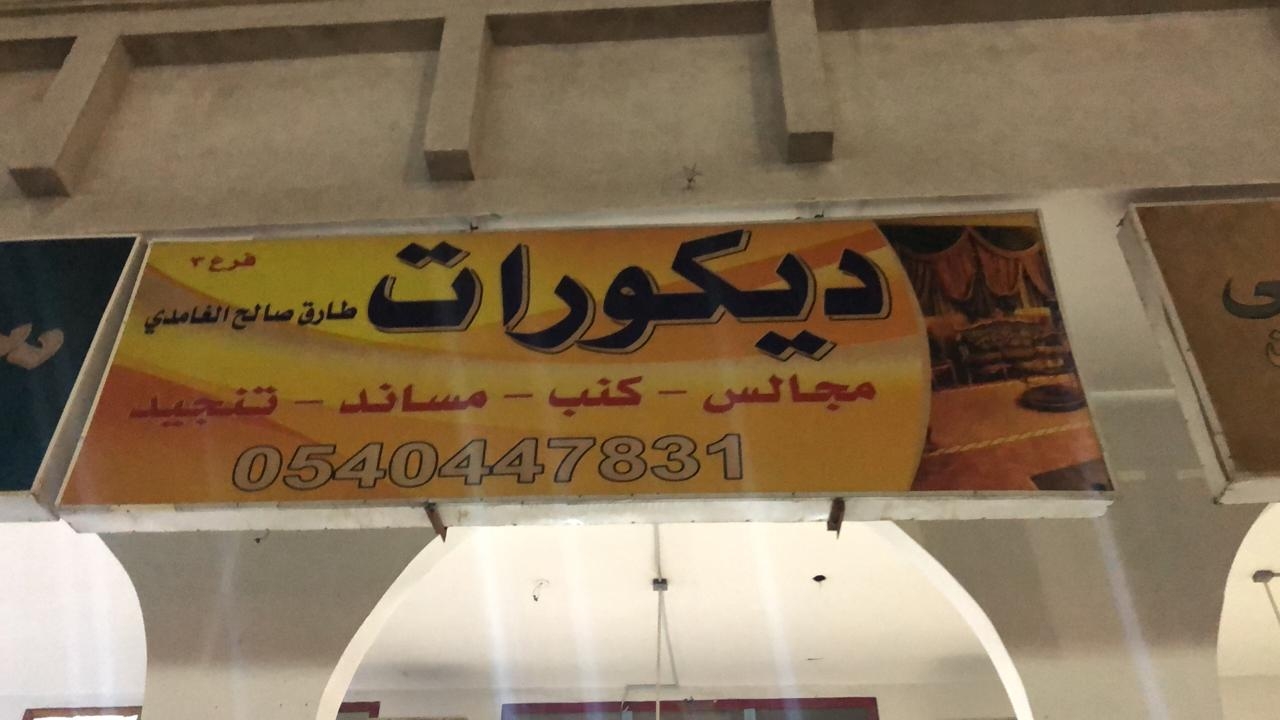 ديكورات
فرع ٣
طارق صالح الغامدي
مجالس - كنب - مساند - تنجيد
0540447831